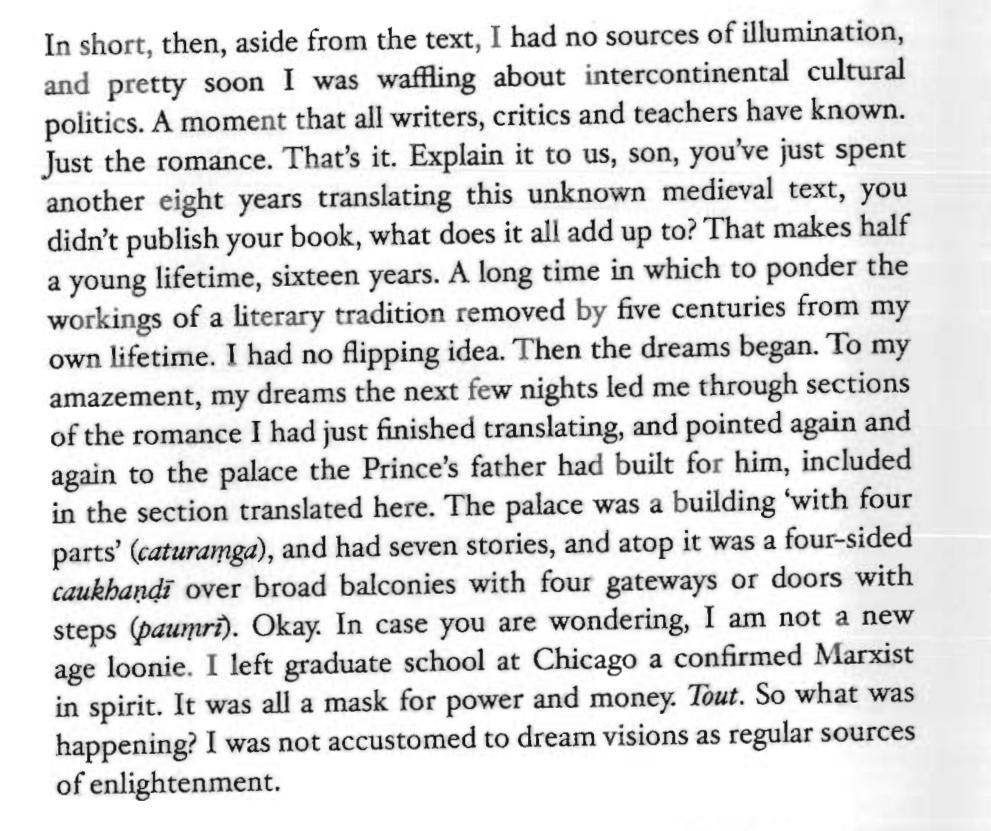 In short, then, aside from the text, I had no sources of illumination,
and pretty soon I was waffling about intercontinental cultural
politics. A moment that all writers, critics and teachers have known.
Just the romance. That's it. Explain it to us, son, you've just spent
another eight years translating this unknown medieval text, you
didn't publish your book, what does it all add up to? That makes half
a young lifetime, sixteen years. A long time in which to ponder the
workings of a literary tradition removed by five centuries from my
own lifetime. I had no flipping idea. Then the dreams began. To my
amazement, my dreams the next few nights led me through sections
of the romance I had just finished translating, and pointed again and
again to the palace the Prince's father had built for him, included
in the section translated here. The palace was a building 'with four
parts' (caturaṃga), and had seven stories, and atop it was a four-sided
caukhaṇḍī over broad balconies with four gateways or doors with
steps (pauṃrī). Okay. In case you are wondering, I am not a new
age loonie. I left graduate school at Chicago a confirmed Marxist
in spirit. It was all a mask for power and money. Tout. So what was
happening? I was not accustomed to dream visions as regular sources
of enlightenment.